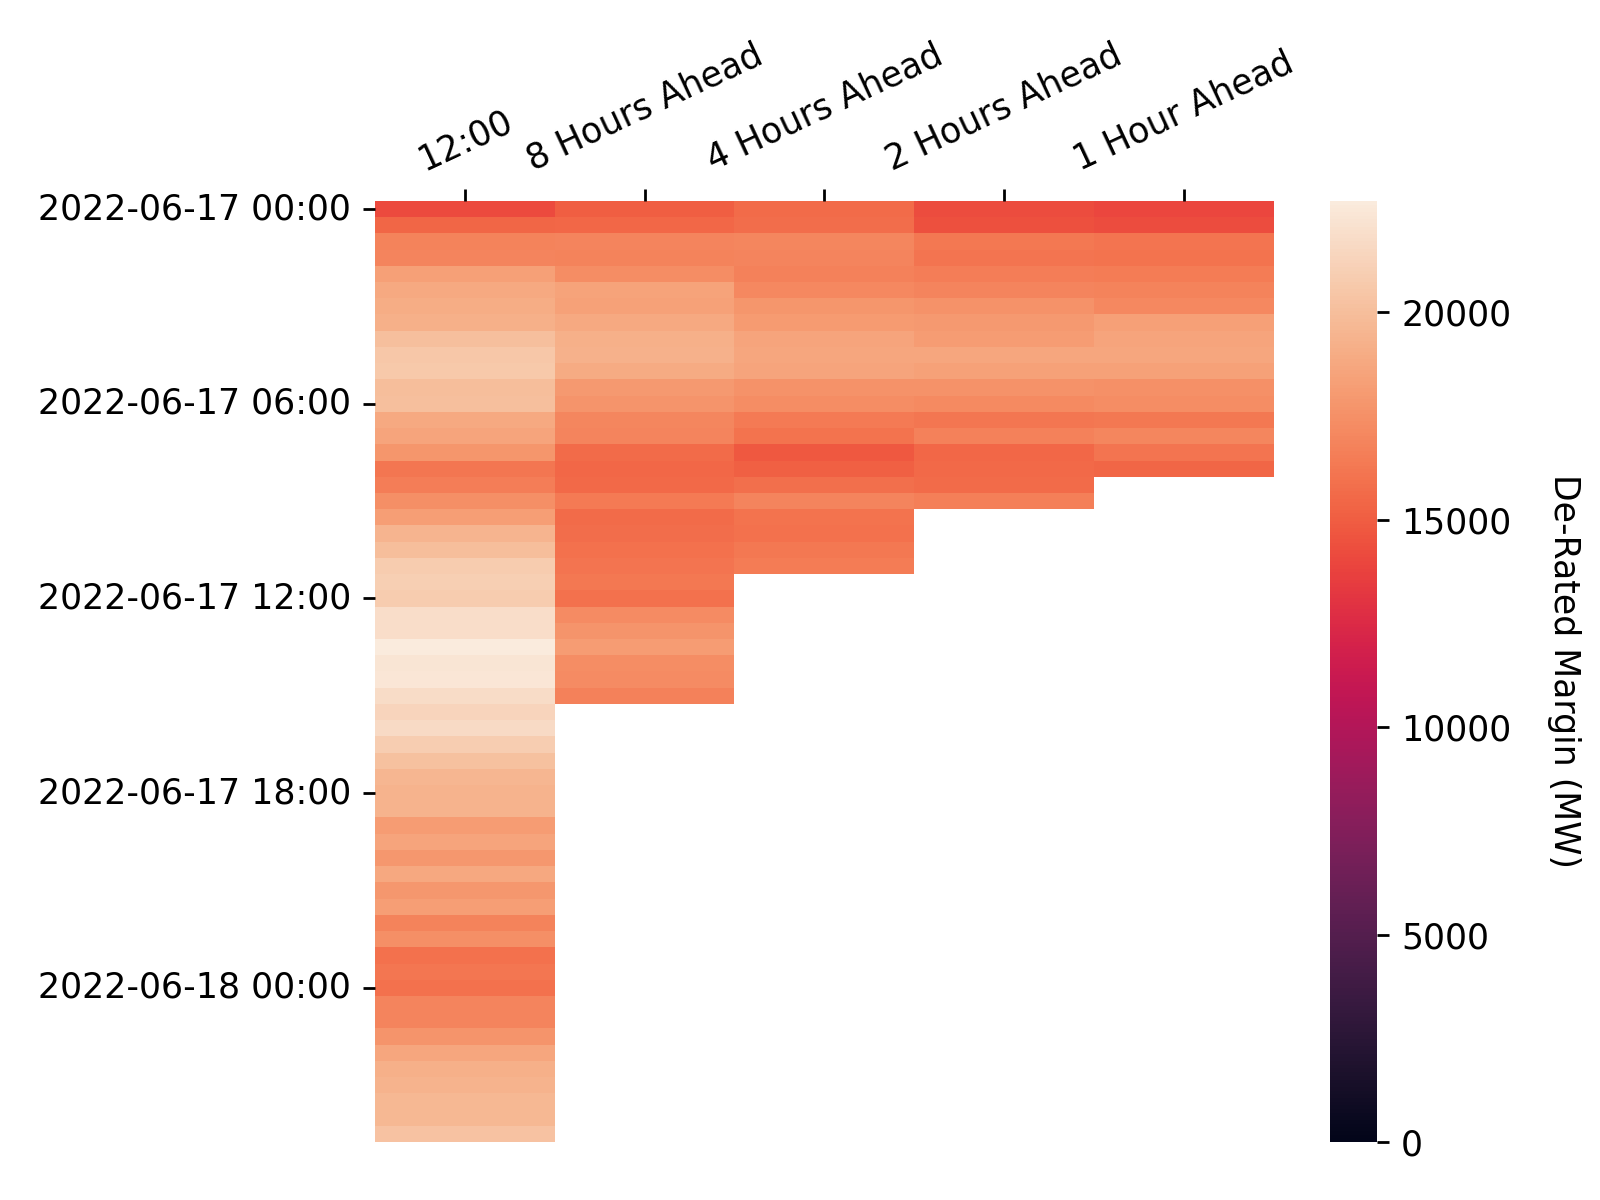 12:00
8 Hours Ahead
4 Hours Ahead
2 Hours Ahead
1 Hour Ahead
2022-06-17 00:00
2022-06-17 06:00
2022-06-17 12:00
2022-06-17 18:00
2022-06-18 00:00
20000
15000
10000
5000
0
De-Rated Margin (MW)